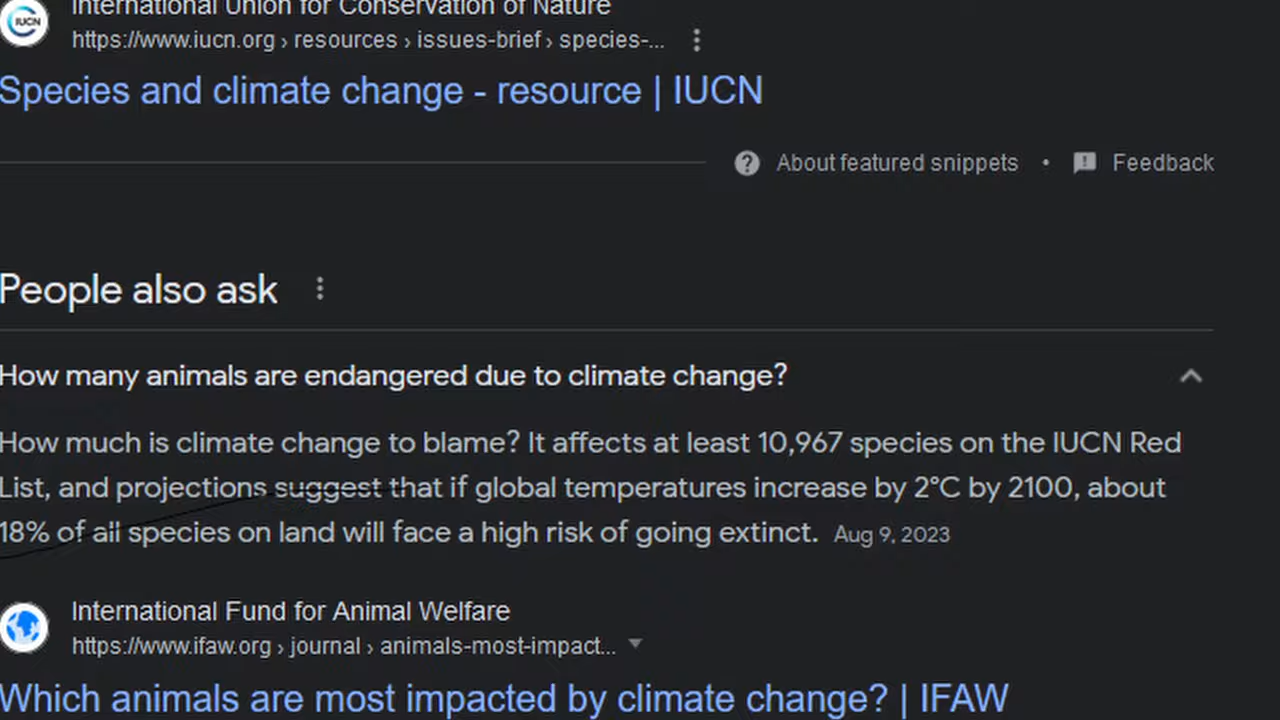 International Union for Conservation of Nature
IUCN
https://www.iucn.org › resources › issues-brief › species-...
Species and climate change - resource | IUCN
About featured snippets • Feedback
People also ask
How many animals are endangered due to climate change?
How much is climate change to blame? It affects at least 10,967 species on the IUCN Red
List, and projections suggest that if global temperatures increase by 2°C by 2100, about
18% of all species on land will face a high risk of going extinct. Aug 9, 2023
International Fund for Animal Welfare
https://www.ifaw.org › journal › animals-most-impact...
Which animals are most impacted by climate change? | IFAW